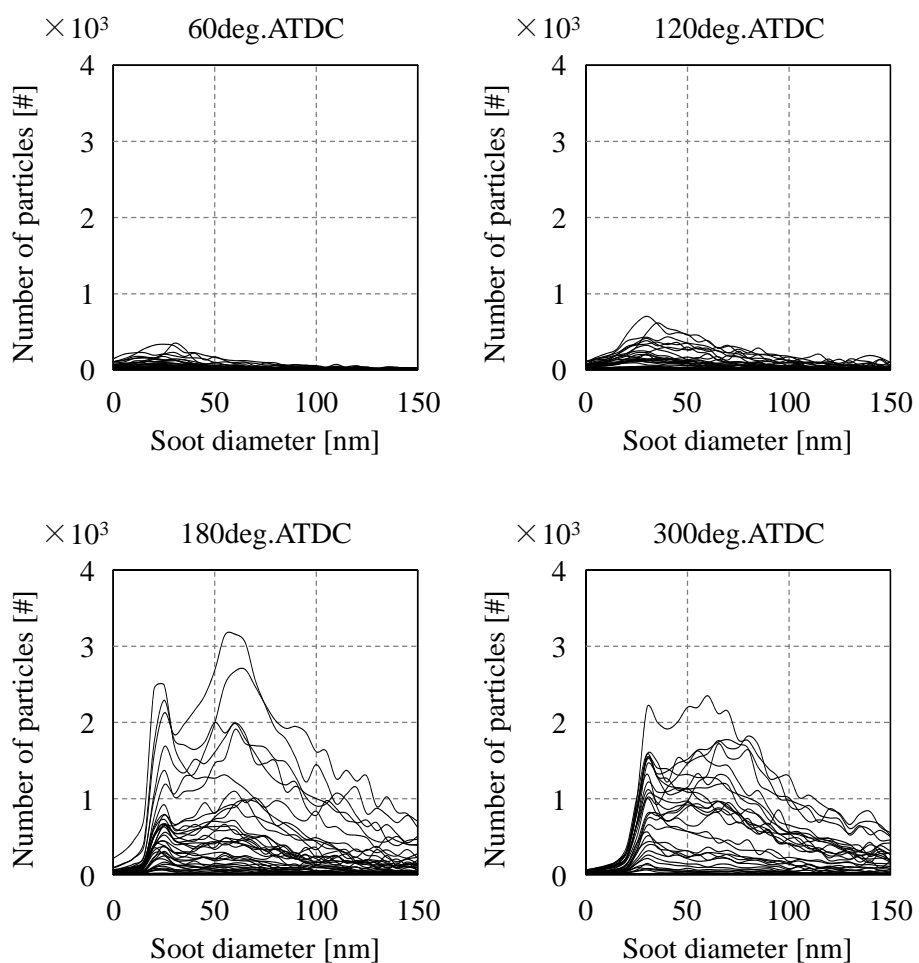 ×10³ 60deg.ATDC
Number of particles [#]
4
3
2
1
0
0 50 100 150
Soot diameter [nm]
×10³ 120deg.ATDC
Number of particles [#]
4
3
2
1
0
0 50 100 150
Soot diameter [nm]
×10³ 180deg.ATDC
Number of particles [#]
4
3
2
1
0
0 50 100 150
Soot diameter [nm]
×10³ 300deg.ATDC
Number of particles [#]
4
3
2
1
0
0 50 100 150
Soot diameter [nm]